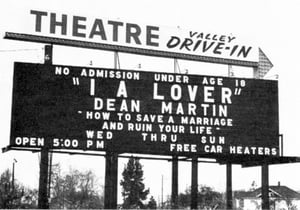 THEATRE
VALLEY
DRIVE-IN
NO ADMISSION UNDER AGE 18
"I A LOVER"
DEAN MARTIN
-HOW TO SAVE A MARRIAGE
AND RUIN YOUR LIFE-
WED THRU SUN
OPEN 5:00 PM FREE CAR HEATERS